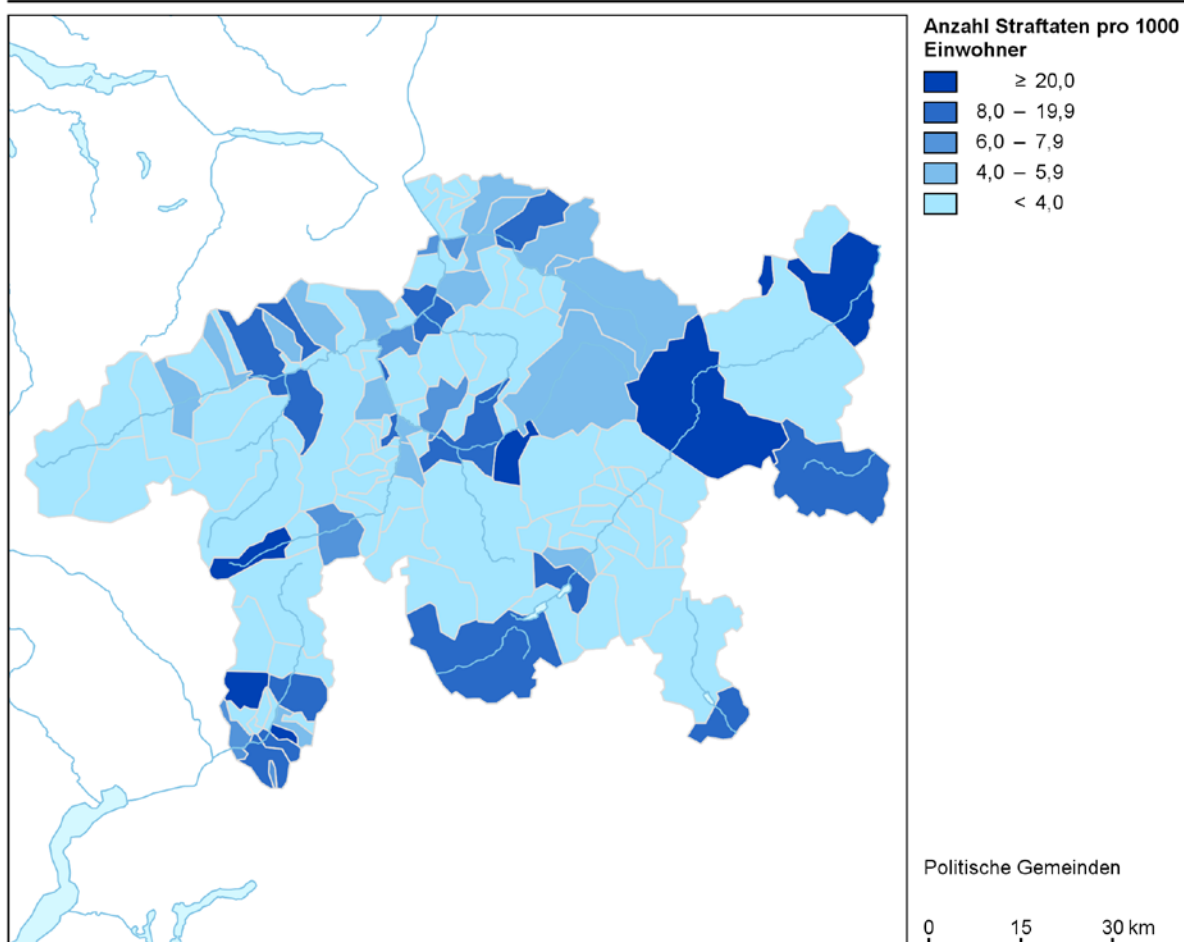 Anzahl Straftaten pro 1000
Einwohner
≥ 20,0
8,0 – 19,9
6,0 – 7,9
4,0 – 5,9
< 4,0
Politische Gemeinden
0 15 30 km